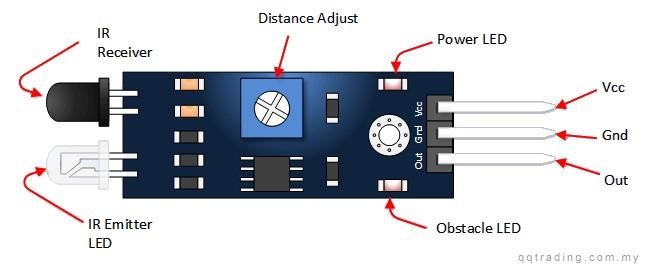 Distance Adjust
IR
Receiver
Power LED
Vcc
Vcc
Gnd
Gnd
Out
Out
IR Emitter
LED
Obstacle LED
qqtrading.com.my